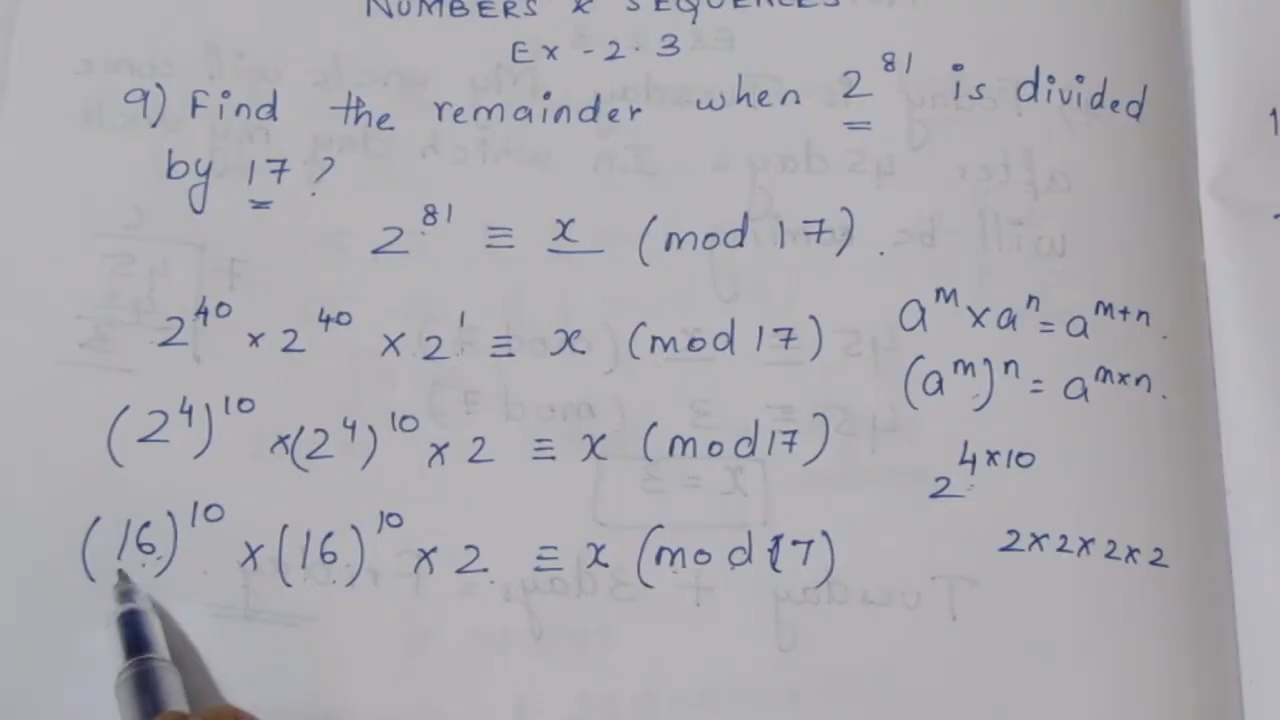 NUMBERS & SEQUENCES
Ex - 2.3
9) Find the remainder when 2^81 is divided
by 17?
2^81 ≡ x (mod 17).
2^40 × 2^40 × 2^1 ≡ x (mod 17)
a^m × a^n = a^m+n.
(a^m)^n = a^m×n.
(2^4)^10 × (2^4)^10 × 2 ≡ x (mod 17)
2^4×10
(16)^10 × (16)^10 × 2 ≡ x (mod 17)
2×2×2×2